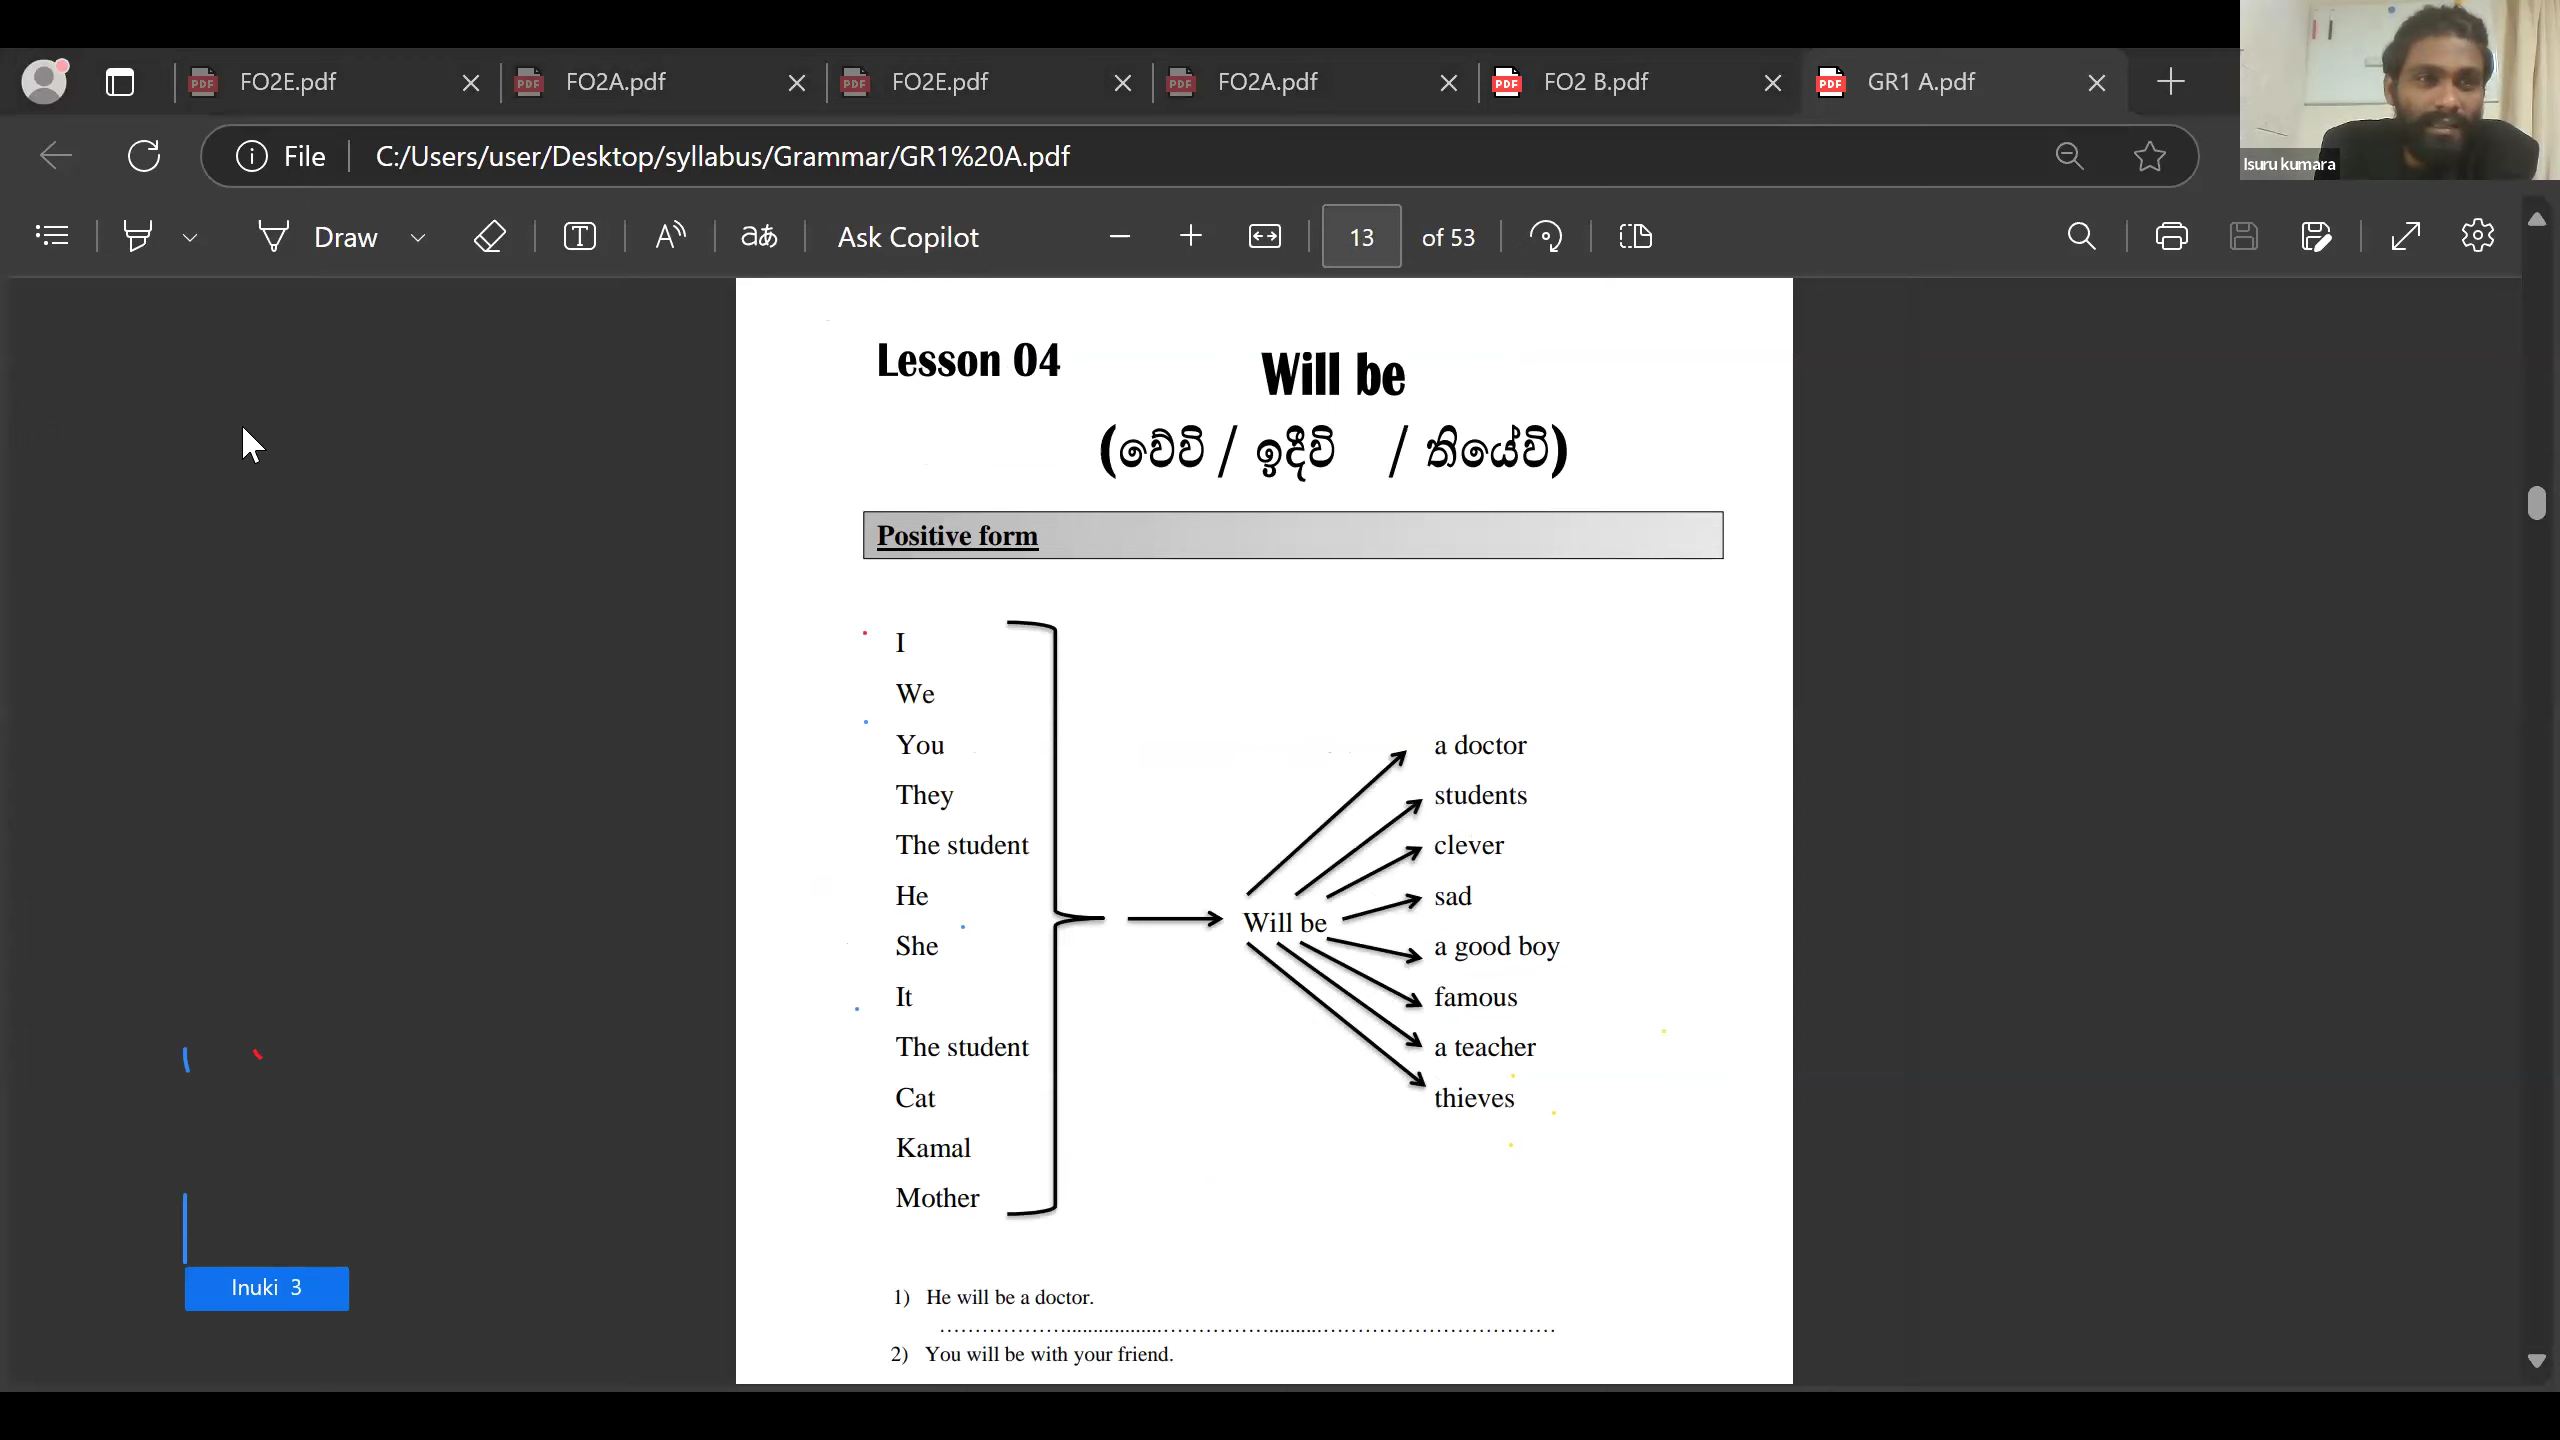 FO2E.pdf
FO2A.pdf
FO2E.pdf
FO2A.pdf
FO2 B.pdf
GR1 A.pdf
File
C:/Users/user/Desktop/syllabus/Grammar/GR1%20A.pdf
Isuru kumara
Draw
aあ
Ask Copilot
13 of 53
Lesson 04
Will be
(වේවි / ඉදීවි / තියේවි)
Positive form
I
We
You
They
The student
He
She
It
The student
Cat
Kamal
Mother
Will be
a doctor
students
clever
sad
a good boy
famous
a teacher
thieves
1) He will be a doctor.
2) You will be with your friend.
Inuki 3